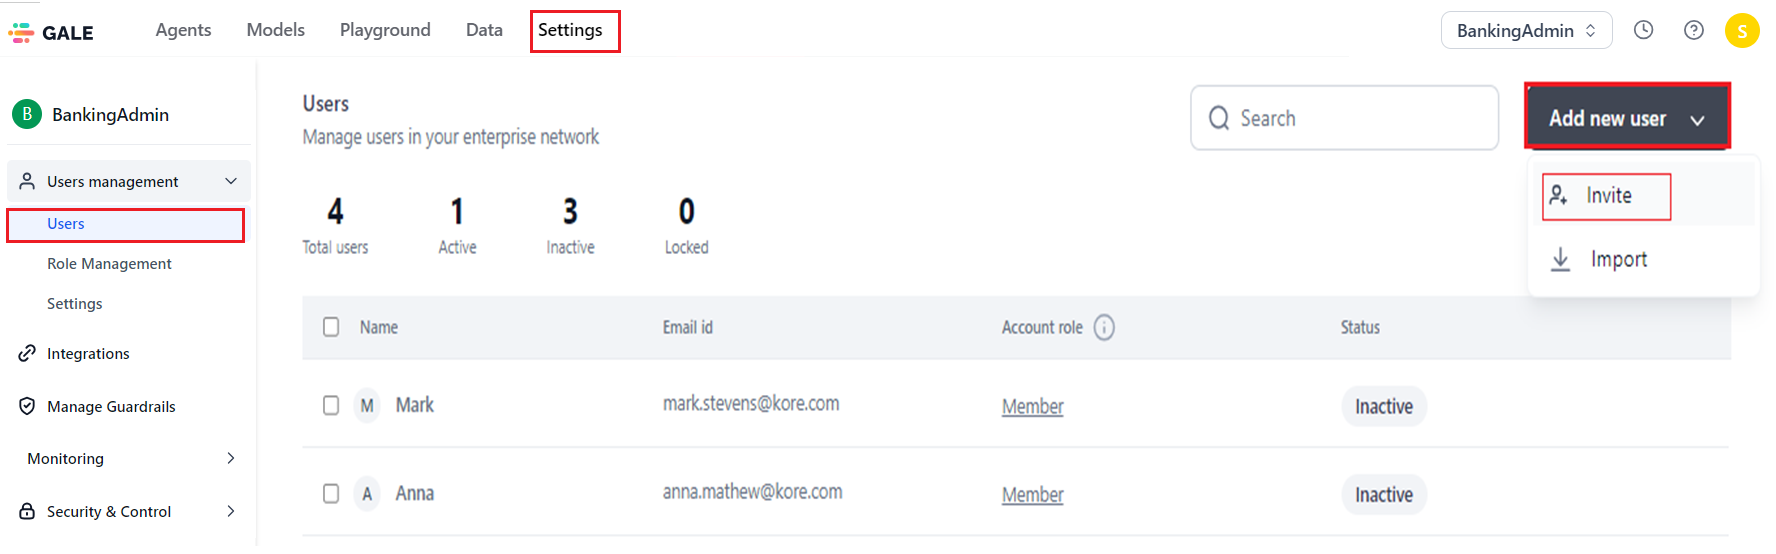 GALE
Agents Models Playground Data Settings
BankingAdmin
S
B BankingAdmin
Users management
Users
Role Management
Settings
Integrations
Manage Guardrails
Monitoring
Security & Control
Users
Manage users in your enterprise network
Search
Add new user
Invite
Import
4 1 3 0
Total users Active Inactive Locked
Name Email id Account role Status
M Mark mark.stevens@kore.com Member Inactive
A Anna anna.mathew@kore.com Member Inactive